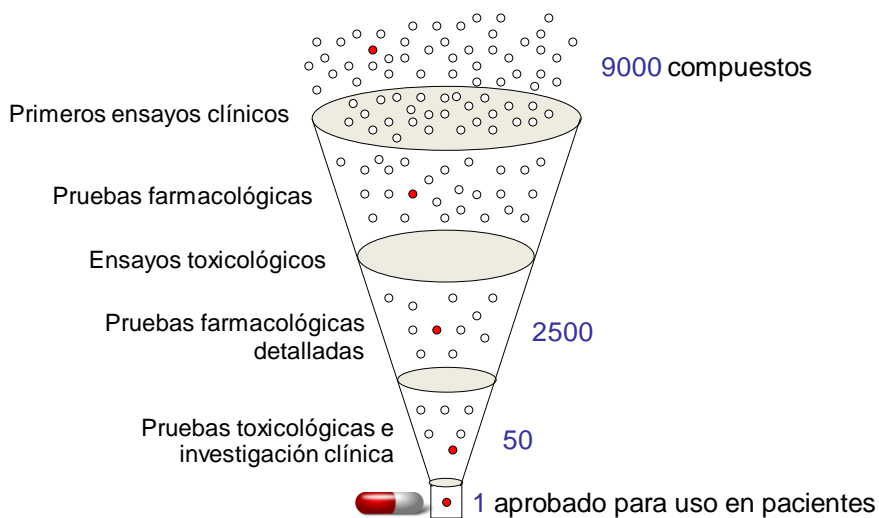 9000 compuestos
Primeros ensayos clínicos
Pruebas farmacológicas
Ensayos toxicológicos
Pruebas farmacológicas
detalladas
2500
Pruebas toxicológicas e
investigación clínica
50
1 aprobado para uso en pacientes